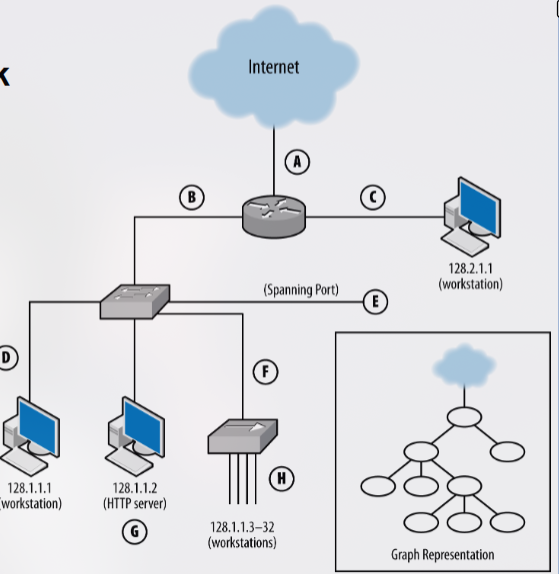 k
Internet
A
B
C
128.2.1.1
(workstation)
(Spanning Port)
E
D
F
128.1.1.1
workstation)
128.1.1.2
(HTTP server)
G
H
128.1.1.3–32
(workstations)
Graph Representation